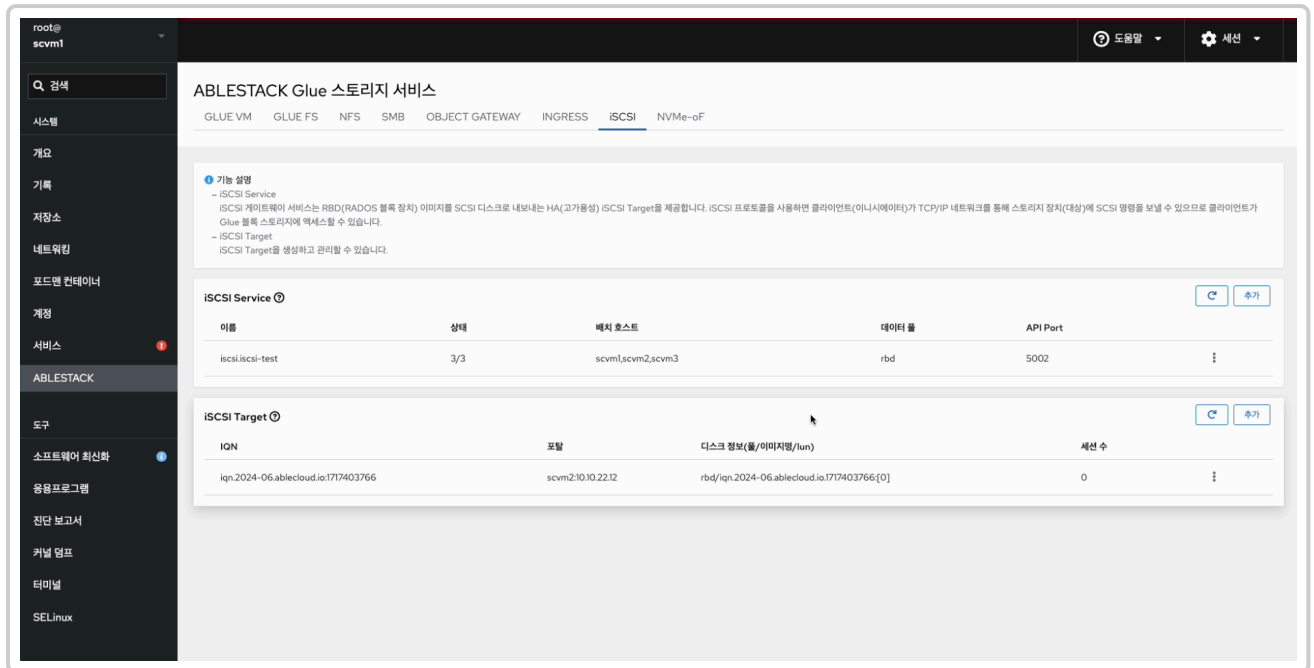 root@
scvm1
도움말
세션
검색
시스템
개요
기록
저장소
네트워킹
포드맨 컨테이너
계정
서비스
ABLESTACK
도구
소프트웨어 최신화
응용프로그램
진단 보고서
커널 덤프
터미널
SELinux
ABLESTACK Glue 스토리지 서비스
GLUE VM GLUE FS NFS SMB OBJECT GATEWAY INGRESS iSCSI NVMe-oF
기능 설명
– iSCSI Service
iSCSI 게이트웨이 서비스는 RBD(RADOS 블록 장치) 이미지를 SCSI 디스크로 내보내는 HA(고가용성) iSCSI Target을 제공합니다. iSCSI 프로토콜을 사용하면 클라이언트(이니시에이터)가 TCP/IP 네트워크를 통해 스토리지 장치(대상)에 SCSI 명령을 보낼 수 있으므로 클라이언트가
Glue 블록 스토리지에 액세스할 수 있습니다.
– iSCSI Target
iSCSI Target을 생성하고 관리할 수 있습니다.
iSCSI Service
추가
이름 상태 배치 호스트 데이터 풀 API Port
iscsi.iscsi-test 3/3 scvm1,scvm2,scvm3 rbd 5002
iSCSI Target
추가
IQN 포탈 디스크 정보(풀/이미지명/lun) 세션 수
iqn.2024-06.ablecloud.io:1717403766 scvm2:10.10.22.12 rbd/iqn.2024-06.ablecloud.io.1717403766:[0] 0